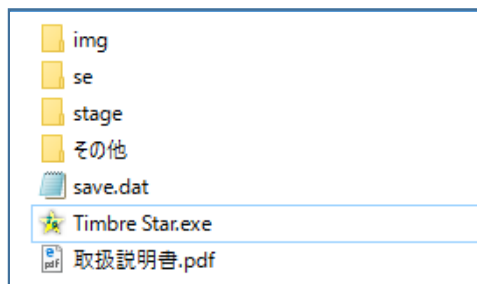 img
se
stage
その他
save.dat
Timbre Star.exe
取扱説明書.pdf